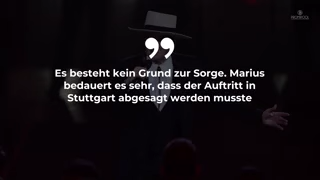 Es besteht kein Grund zur Sorge. Marius
bedauert es sehr, dass der Auftritt in
Stuttgart abgesagt werden musste